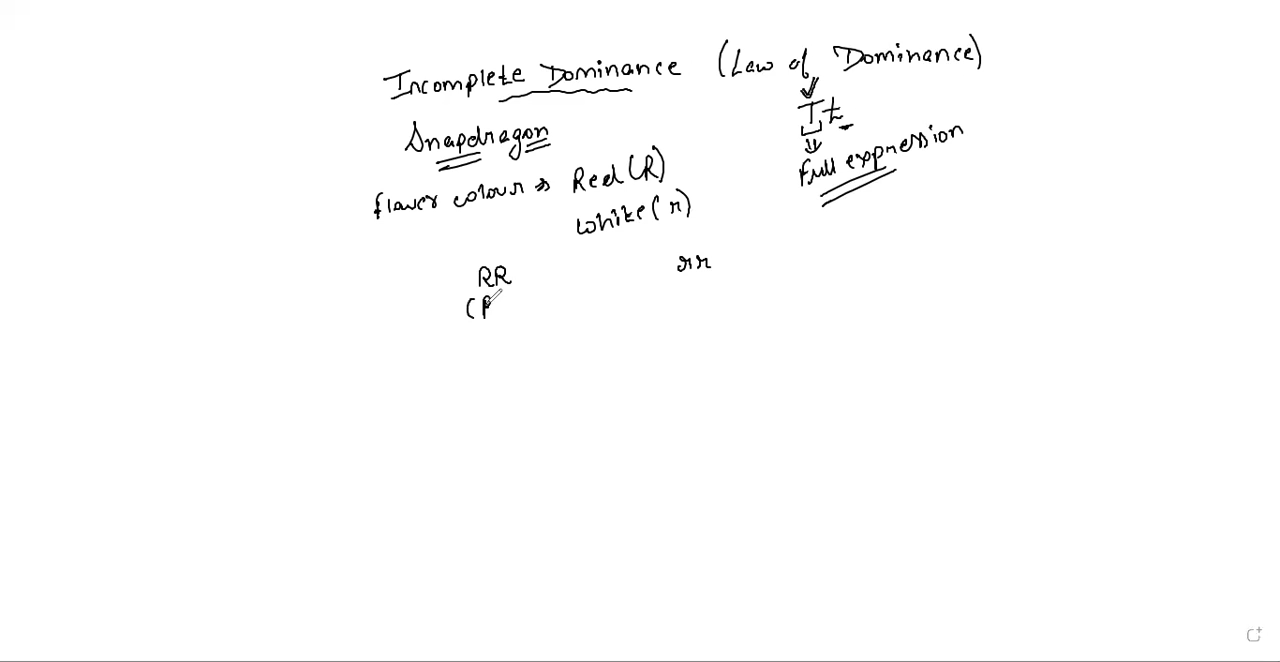 Incomplete Dominance (Law of Dominance)
Tt
Snapdragon
Full expression
flower colour → Red (R)
white (r)
RR rr
(R